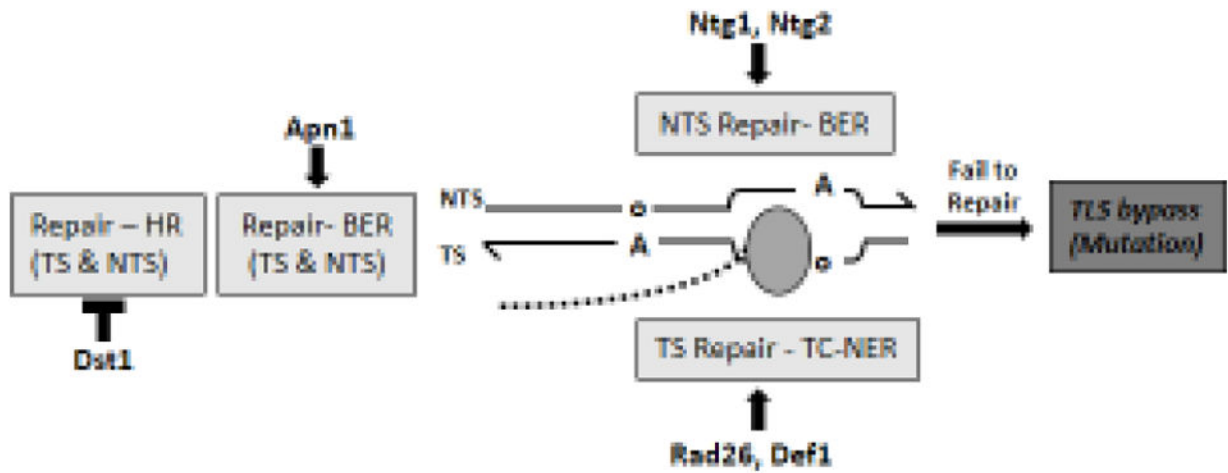 Ntg1, Ntg2
NTS Repair- BER
Apn1
Repair – HR
(TS & NTS)
Repair- BER
(TS & NTS)
NTS
o
A
TS
A
o
Fail to
Repair
TLS bypass
(Mutation)
Dst1
TS Repair - TC-NER
Rad26, Def1